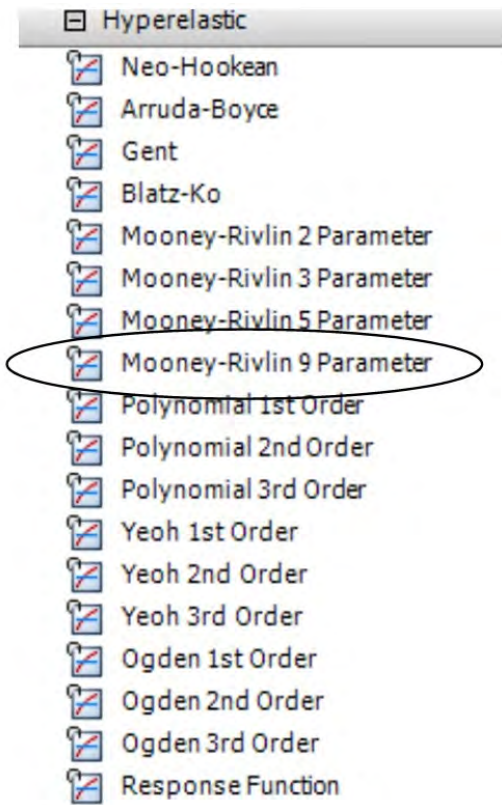 Hyperelastic
Neo-Hookean
Arruda-Boyce
Gent
Blatz-Ko
Mooney-Rivlin 2 Parameter
Mooney-Rivlin 3 Parameter
Mooney-Rivlin 5 Parameter
Mooney-Rivlin 9 Parameter
Polynomial 1st Order
Polynomial 2nd Order
Polynomial 3rd Order
Yeoh 1st Order
Yeoh 2nd Order
Yeoh 3rd Order
Ogden 1st Order
Ogden 2nd Order
Ogden 3rd Order
Response Function